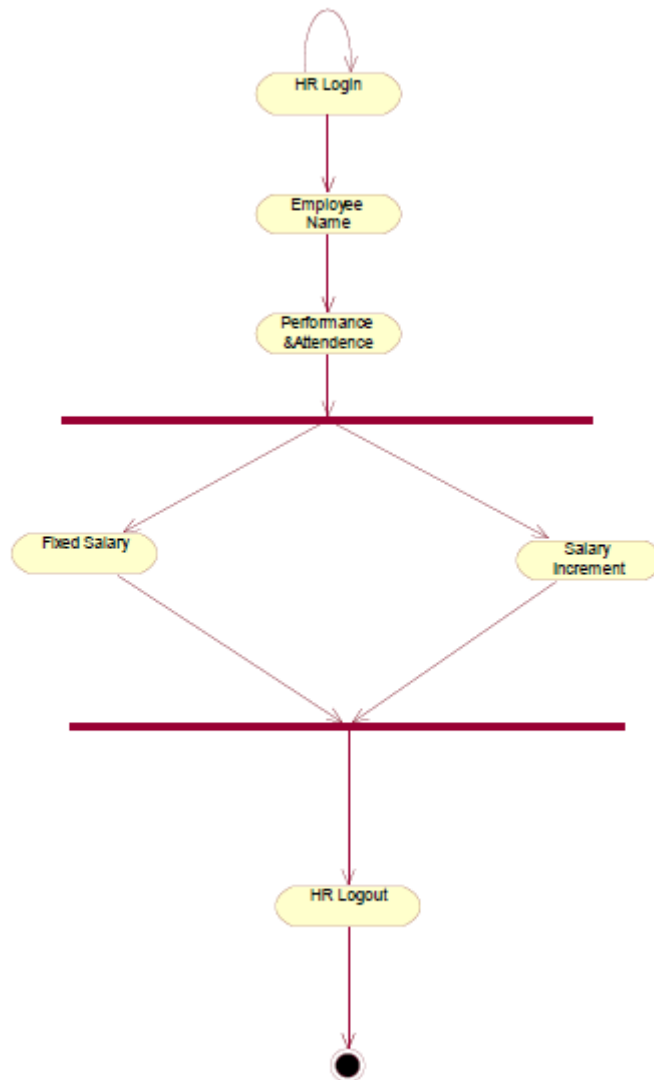 HR Login
Employee
Name
Performance
&Attendence
Fixed Salary
Salary
Increment
HR Logout